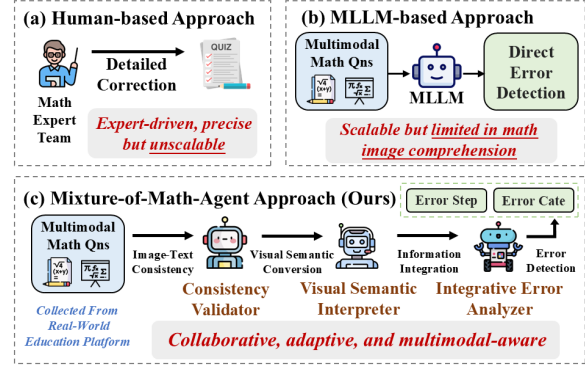 (a) Human-based Approach
Math
Expert
Team
Detailed
Correction
QUIZ
Expert-driven, precise
but unscalable
(b) MLLM-based Approach
Multimodal
Math Qns
MLLM
Direct
Error
Detection
Scalable but limited in math
image comprehension
(c) Mixture-of-Math-Agent Approach (Ours)
Error Step
Error Cate
Multimodal
Math Qns
Collected From
Real-World
Education Platform
Image-Text
Consistency
Consistency
Validator
Visual Semantic
Conversion
Visual Semantic
Interpreter
Information
Integration
Integrative Error
Analyzer
Error
Detection
Collaborative, adaptive, and multimodal-aware